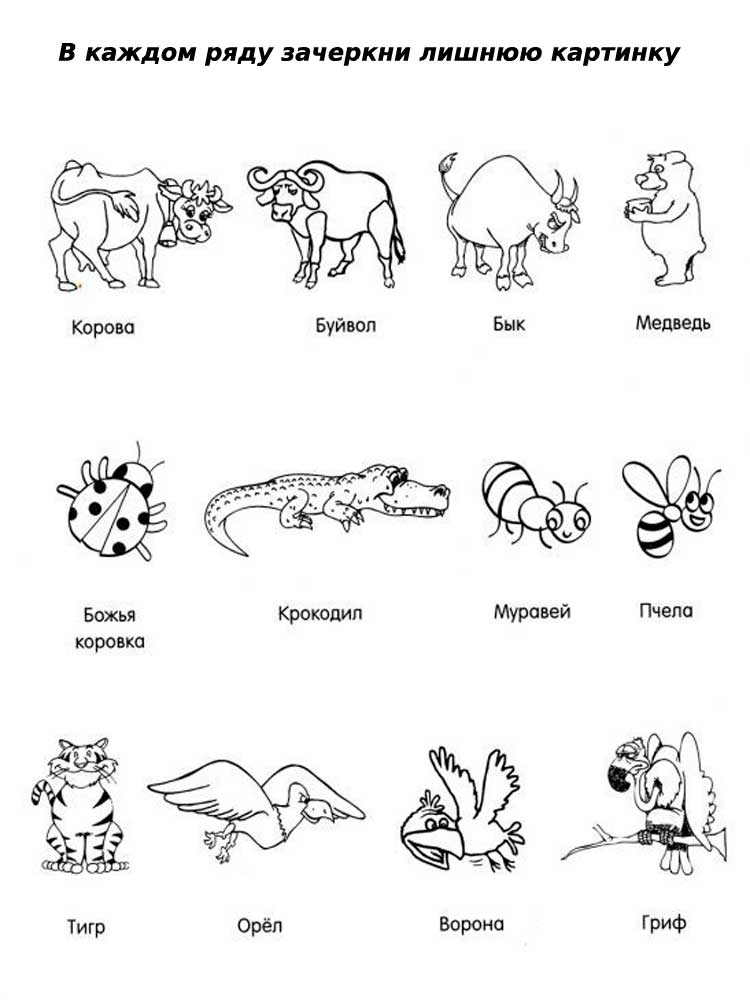 В каждом ряду зачеркни лишнюю картинку
Корова
Буйвол
Бык
Медведь
Божья
коровка
Крокодил
Муравей
Пчела
Тигр
Орёл
Ворона
Гриф